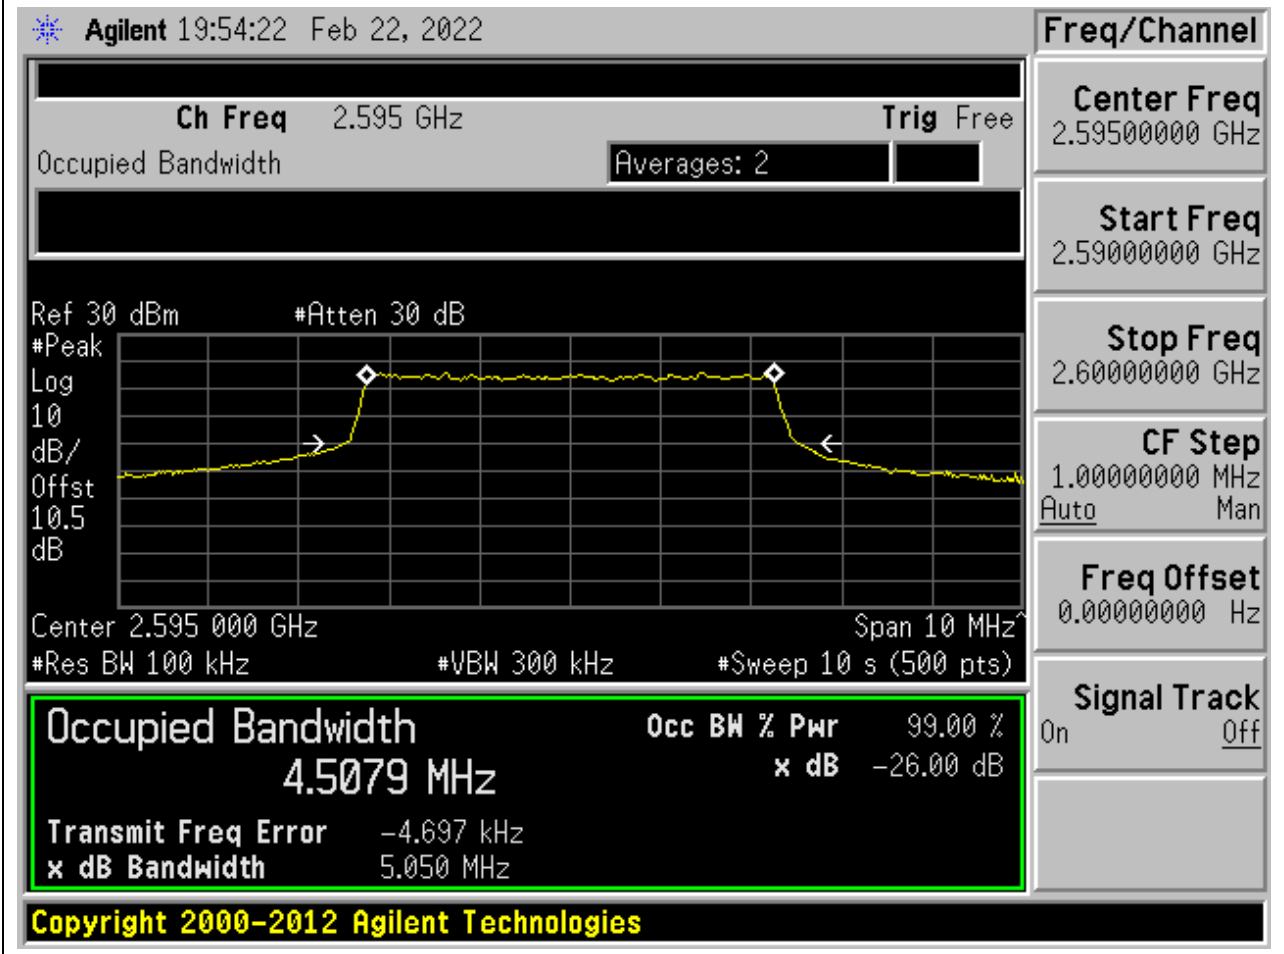 Agilent 19:54:22 Feb 22, 2022
Freq/Channel
Ch Freq 2.595 GHz Trig Free
Occupied Bandwidth Averages: 2
Center Freq
2.59500000 GHz
Start Freq
2.59000000 GHz
Stop Freq
2.60000000 GHz
CF Step
1.00000000 MHz
Auto Man
Freq Offset
0.00000000 Hz
Signal Track
On Off
Ref 30 dBm #Atten 30 dB
#Peak
Log
10
dB/
Offst
10.5
dB
Center 2.595 000 GHz Span 10 MHz^
#Res BW 100 kHz #VBW 300 kHz #Sweep 10 s (500 pts)
Occupied Bandwidth Occ BW % Pwr 99.00 %
4.5079 MHz x dB -26.00 dB
Transmit Freq Error -4.697 kHz
x dB Bandwidth 5.050 MHz
Copyright 2000-2012 Agilent Technologies